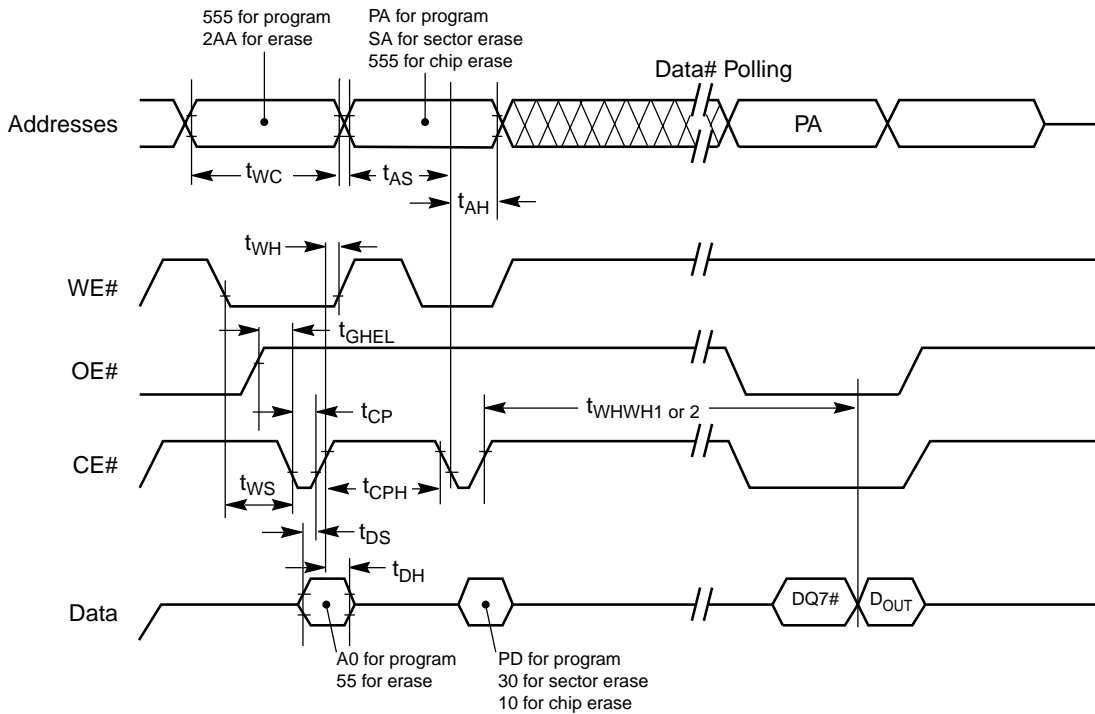 555 for program
2AA for erase
PA for program
SA for sector erase
555 for chip erase
Data# Polling
Addresses
PA
tWC
tAS
tAH
tWH
WE#
tGHEL
OE#
tWHWH1 or 2
tCP
CE#
tWS
tCPH
tDS
tDH
Data
DQ7#
DOUT
A0 for program
55 for erase
PD for program
30 for sector erase
10 for chip erase